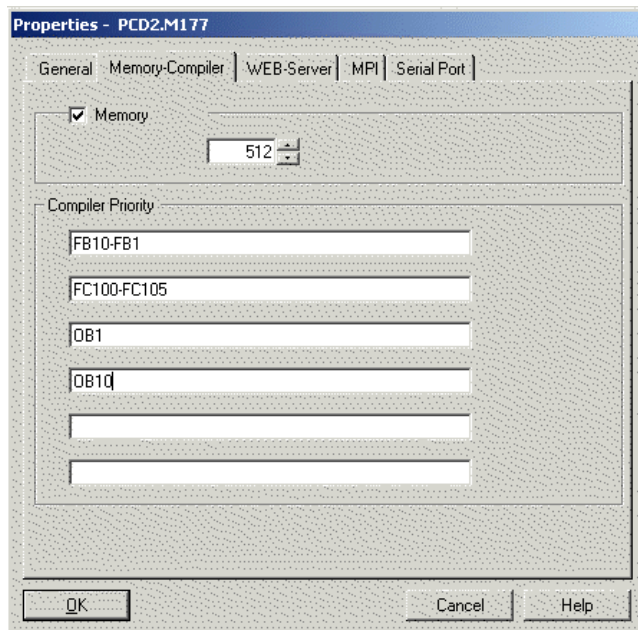 Properties - PCD2.M177
General Memory-Compiler WEB-Server MPI Serial Port
Memory
512
Compiler Priority
FB10-FB1
FC100-FC105
OB1
OB10
OK Cancel Help